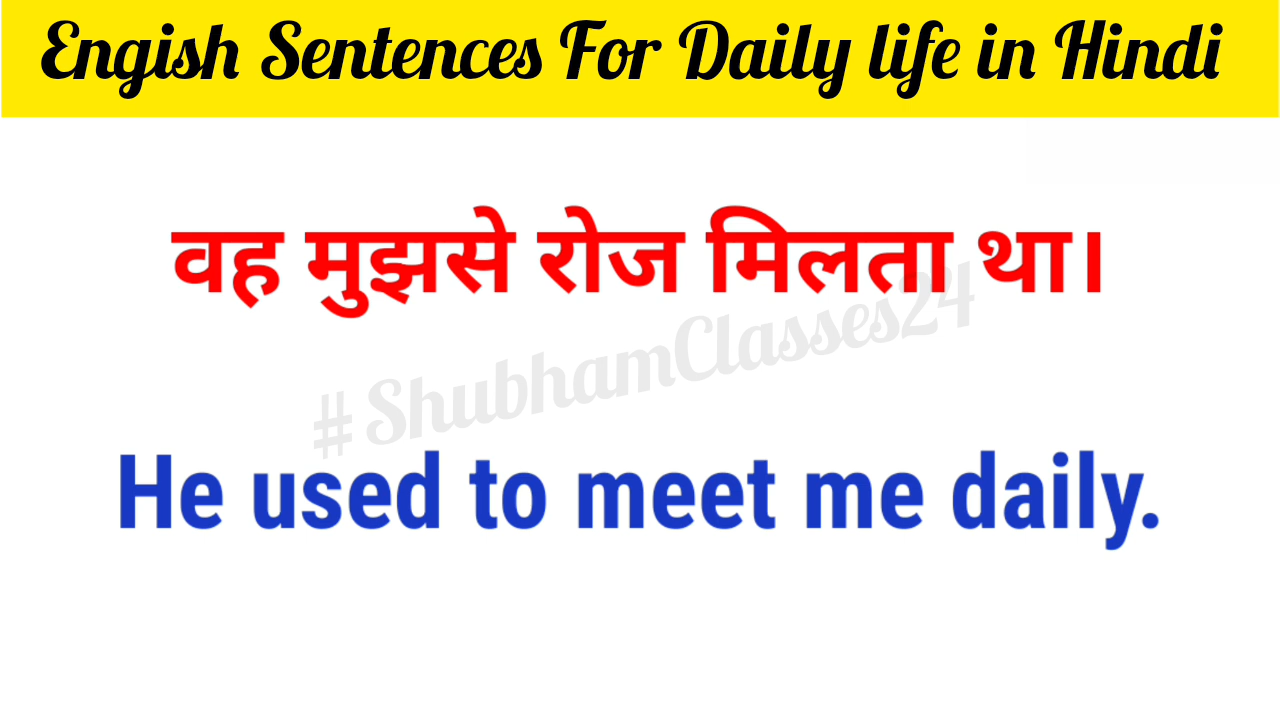 Engish Sentences For Daily life in Hindi
वह मुझसे रोज मिलता था।
#ShubhamClasses24
He used to meet me daily.